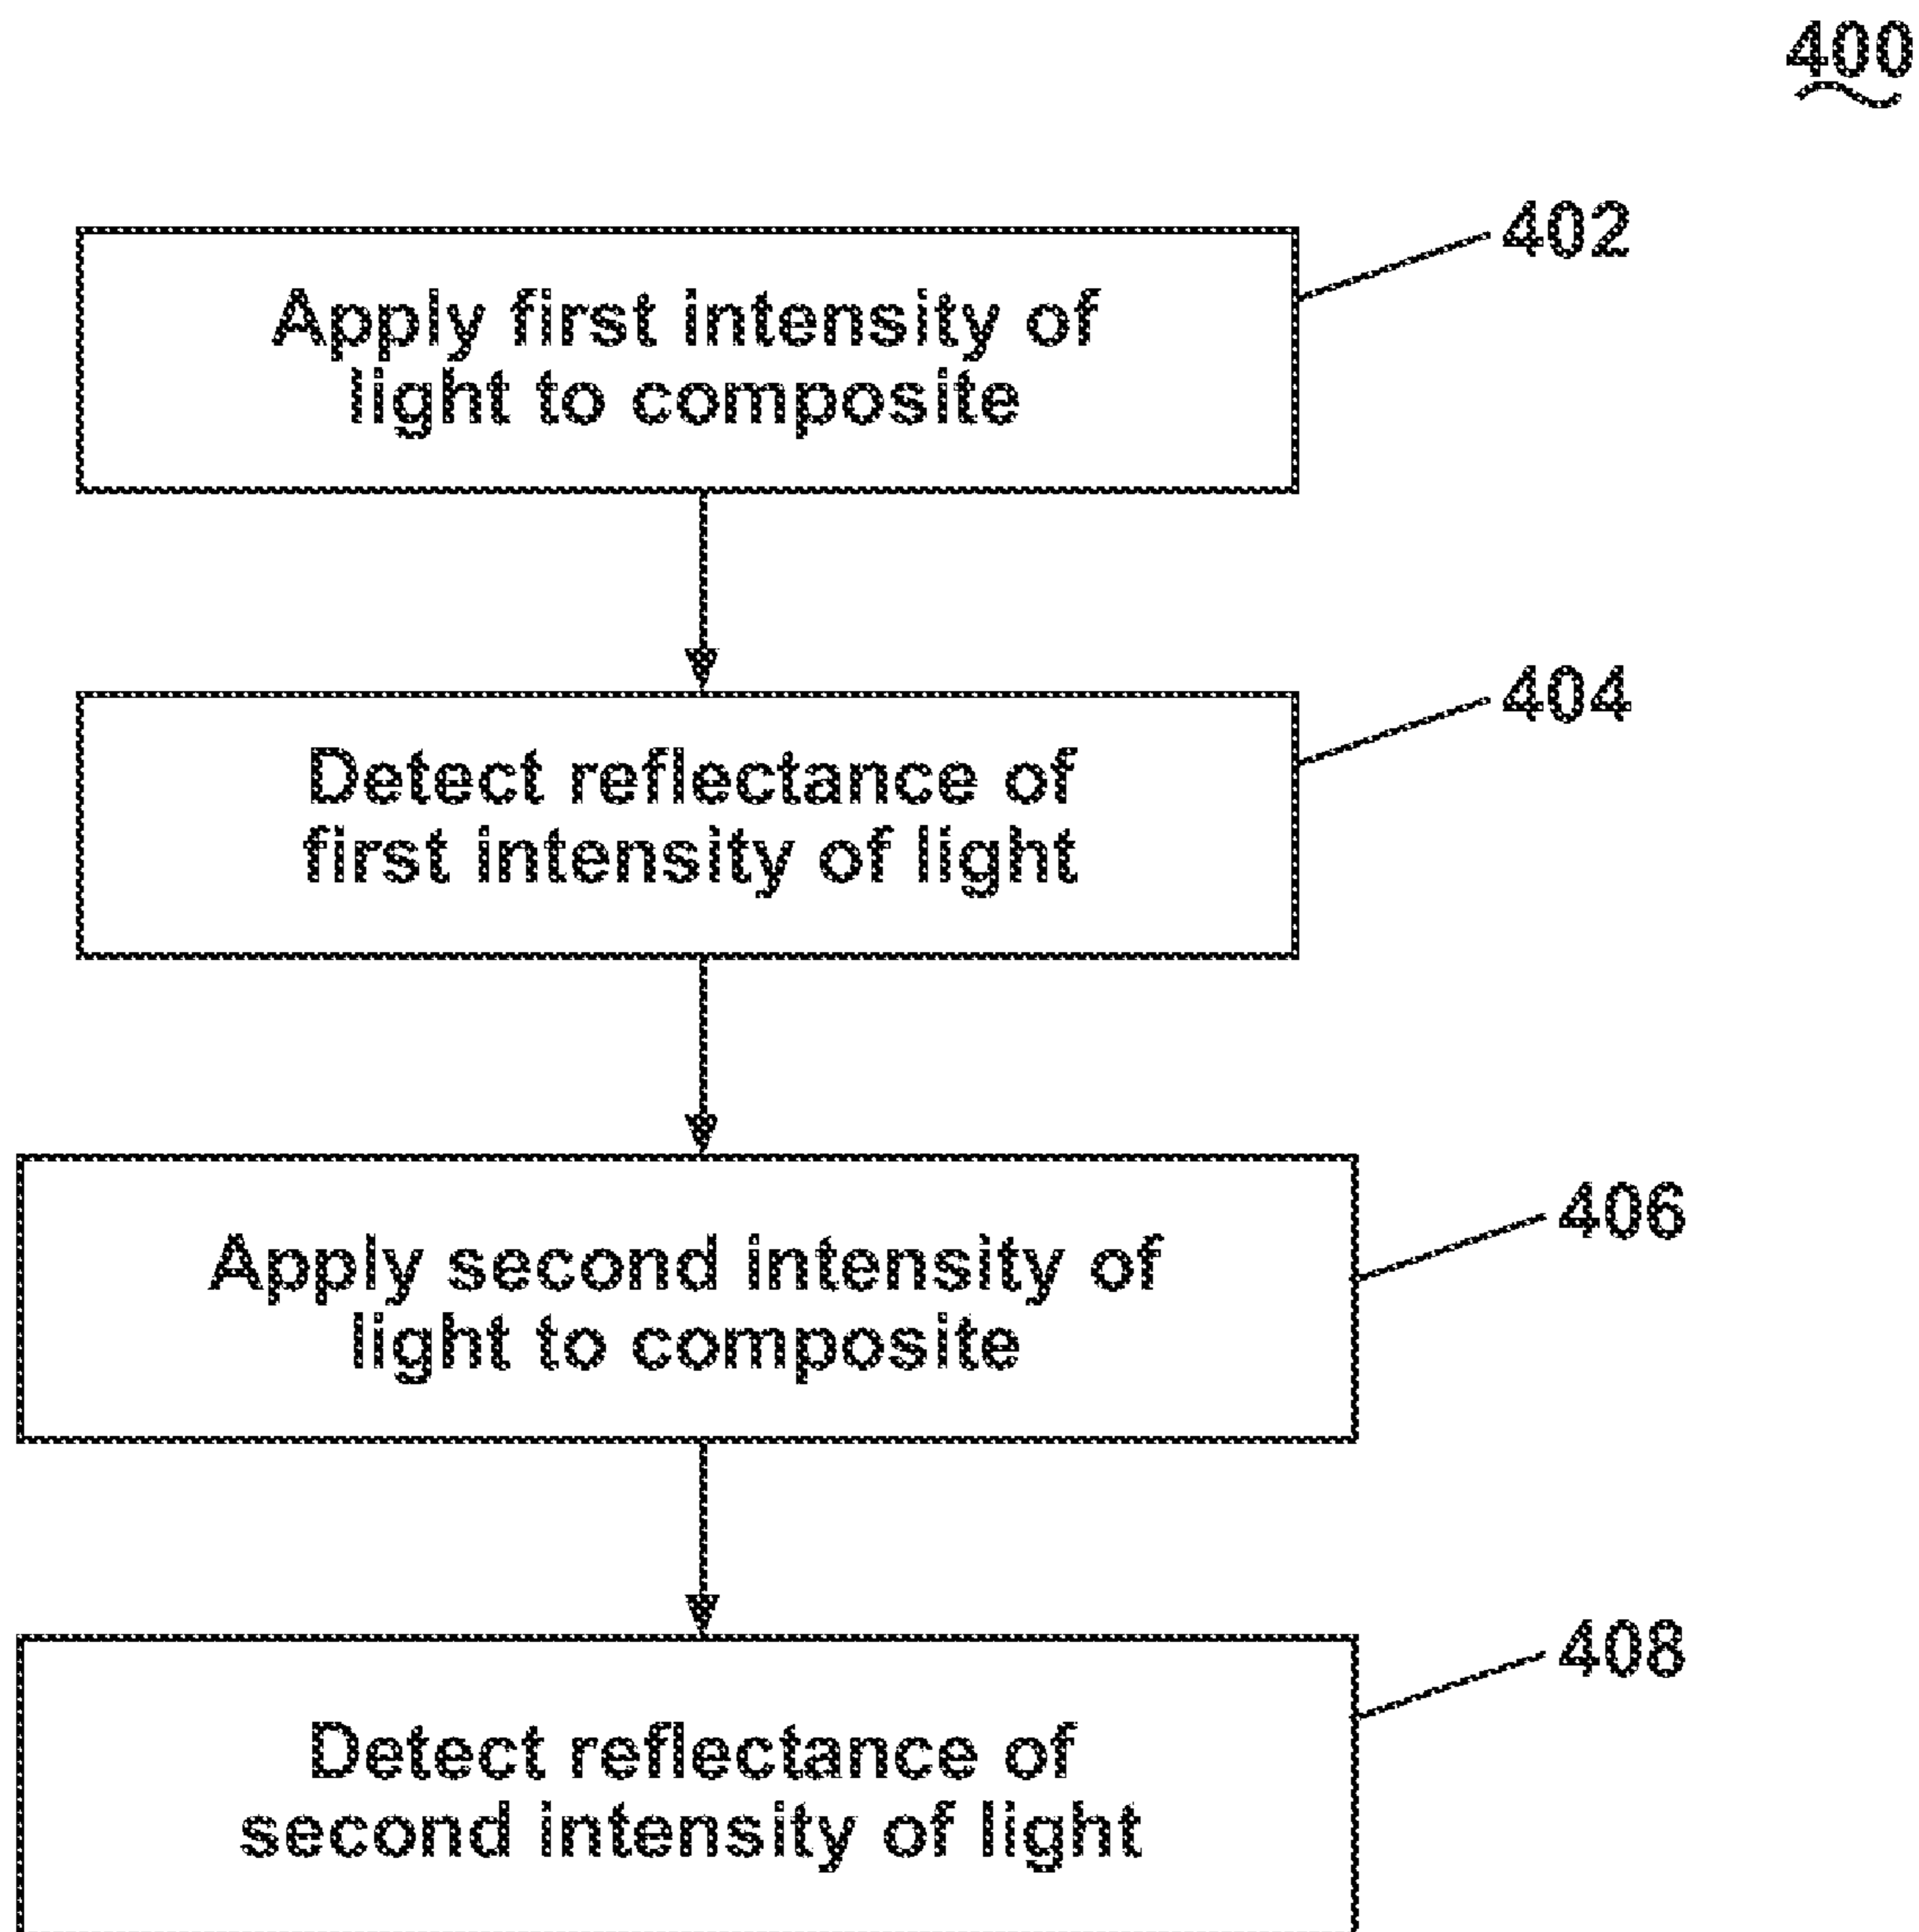 400
402
Apply first intensity of
light to composite
404
Detect reflectance of
first intensity of light
406
Apply second intensity of
light to composite
408
Detect reflectance of
second intensity of light